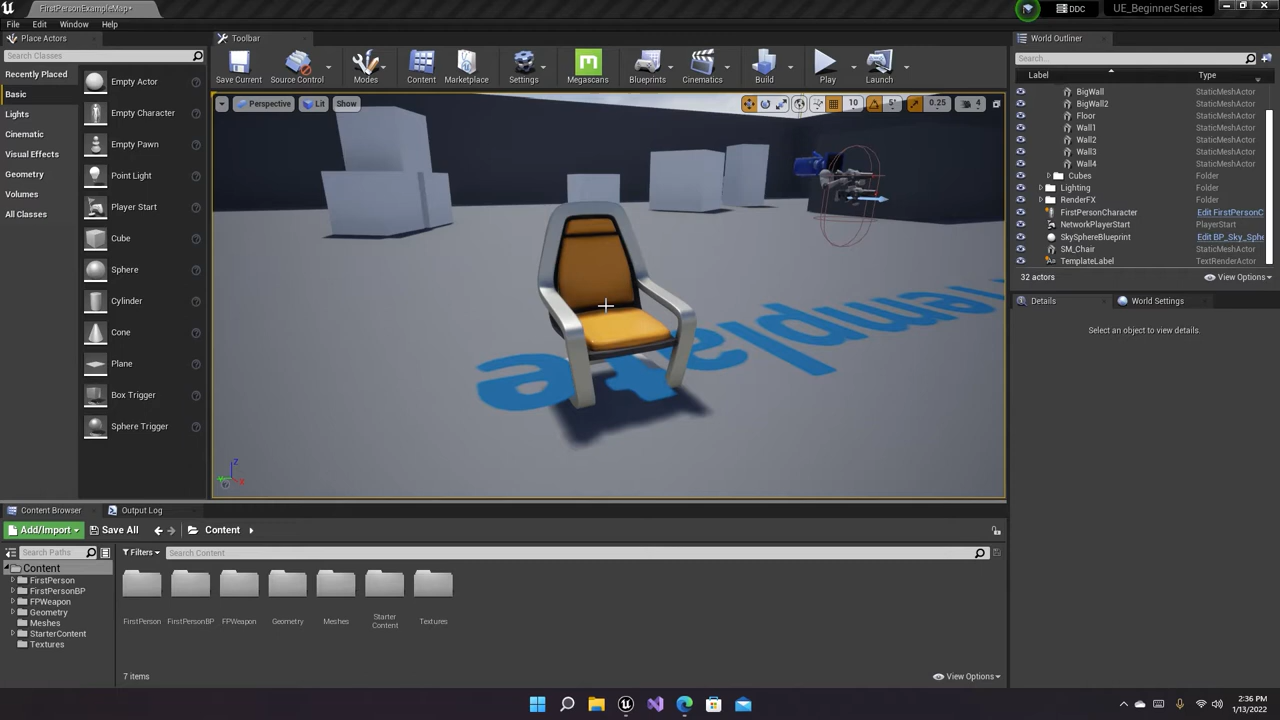 FirstPersonExampleMap*
DDC
UE_BeginnerSeries
File Edit Window Help
Place Actors
Search Classes
Recently Placed
Basic
Lights
Cinematic
Visual Effects
Geometry
Volumes
All Classes
Empty Actor
Empty Character
Empty Pawn
Point Light
Player Start
Cube
Sphere
Cylinder
Cone
Plane
Box Trigger
Sphere Trigger
Toolbar
Save Current
Source Control
Modes
Content
Marketplace
Settings
Megascans
Blueprints
Cinematics
Build
Play
Launch
Perspective Lit Show
10 5° 0.25 4
Z
World Outliner
Search...
Label Type
BigWall StaticMeshActor
BigWall2 StaticMeshActor
Floor StaticMeshActor
Wall1 StaticMeshActor
Wall2 StaticMeshActor
Wall3 StaticMeshActor
Wall4 StaticMeshActor
Cubes Folder
Lighting Folder
RenderFX Folder
FirstPersonCharacter Edit FirstPersonC
NetworkPlayerStart PlayerStart
SkySphereBlueprint Edit BP_Sky_Sphe
SM_Chair StaticMeshActor
TemplateLabel TextRenderActor
32 actors View Options
Details World Settings
Select an object to view details.
Content Browser Output Log
Add/Import Save All Content
Search Paths
Filters Search Content
Content
FirstPerson
FirstPersonBP
FPWeapon
Geometry
Meshes
StarterContent
Textures
FirstPerson
FirstPersonBP
FPWeapon
Geometry
Meshes
Starter
Content
Textures
7 items View Options
2:36 PM
1/13/2022